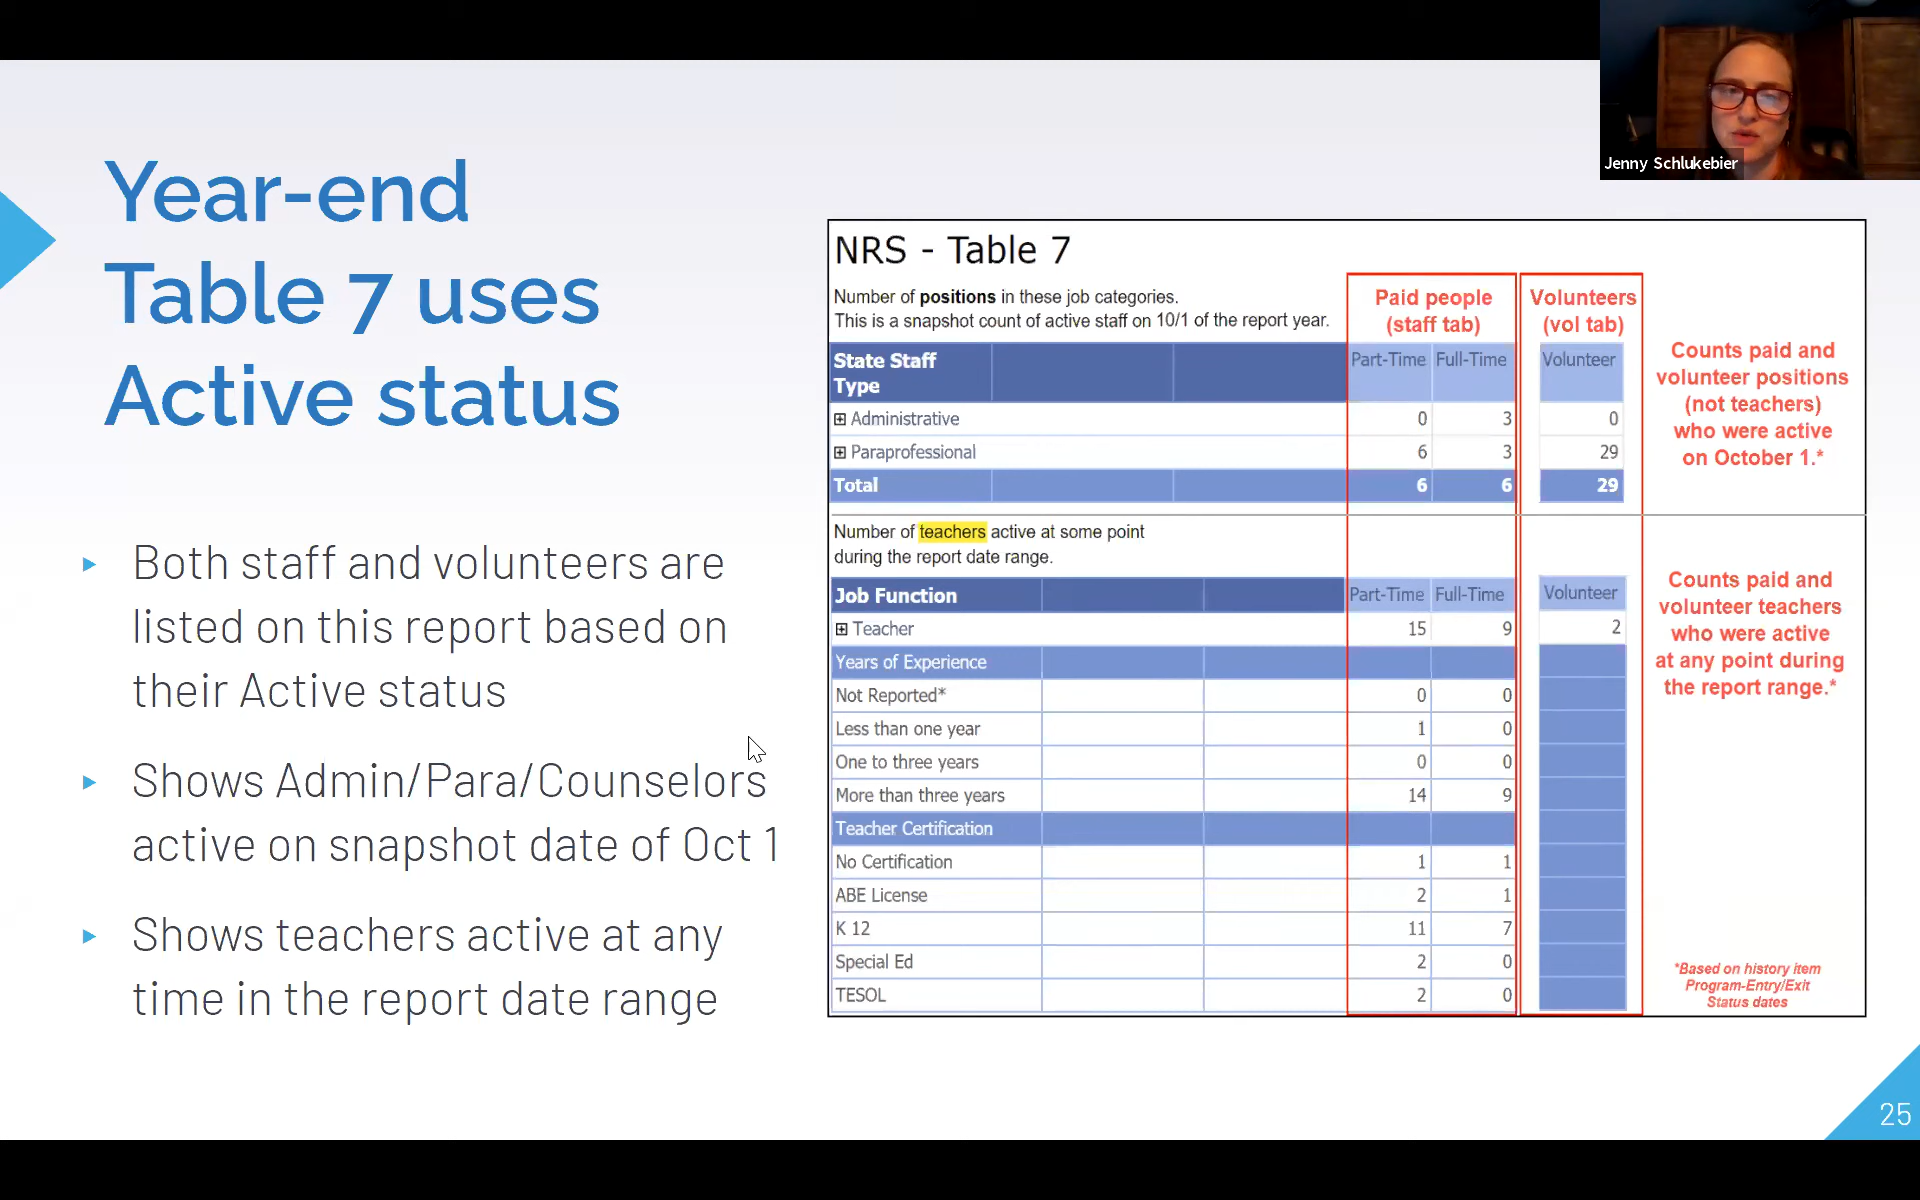 Jenny Schlukebier
Year-end
Table 7 uses
Active status
▸ Both staff and volunteers are
listed on this report based on
their Active status
▸ Shows Admin/Para/Counselors
active on snapshot date of Oct 1
▸ Shows teachers active at any
time in the report date range
NRS - Table 7
Number of positions in these job categories.
This is a snapshot count of active staff on 10/1 of the report year.
Paid people
(staff tab)
Volunteers
(vol tab)
State Staff
Type
Part-Time Full-Time Volunteer
Administrative 0 3 0
Paraprofessional 6 3 29
Total 6 6 29
Counts paid and
volunteer positions
(not teachers)
who were active
on October 1.*
Number of teachers active at some point
during the report date range.
Job Function Part-Time Full-Time Volunteer
Teacher 15 9 2
Years of Experience
Not Reported* 0 0
Less than one year 1 0
One to three years 0 0
More than three years 14 9
Teacher Certification
No Certification 1 1
ABE License 2 1
K 12 11 7
Special Ed 2 0
TESOL 2 0
Counts paid and
volunteer teachers
who were active
at any point during
the report range.*
*Based on history item
Program-Entry/Exit
Status dates
25